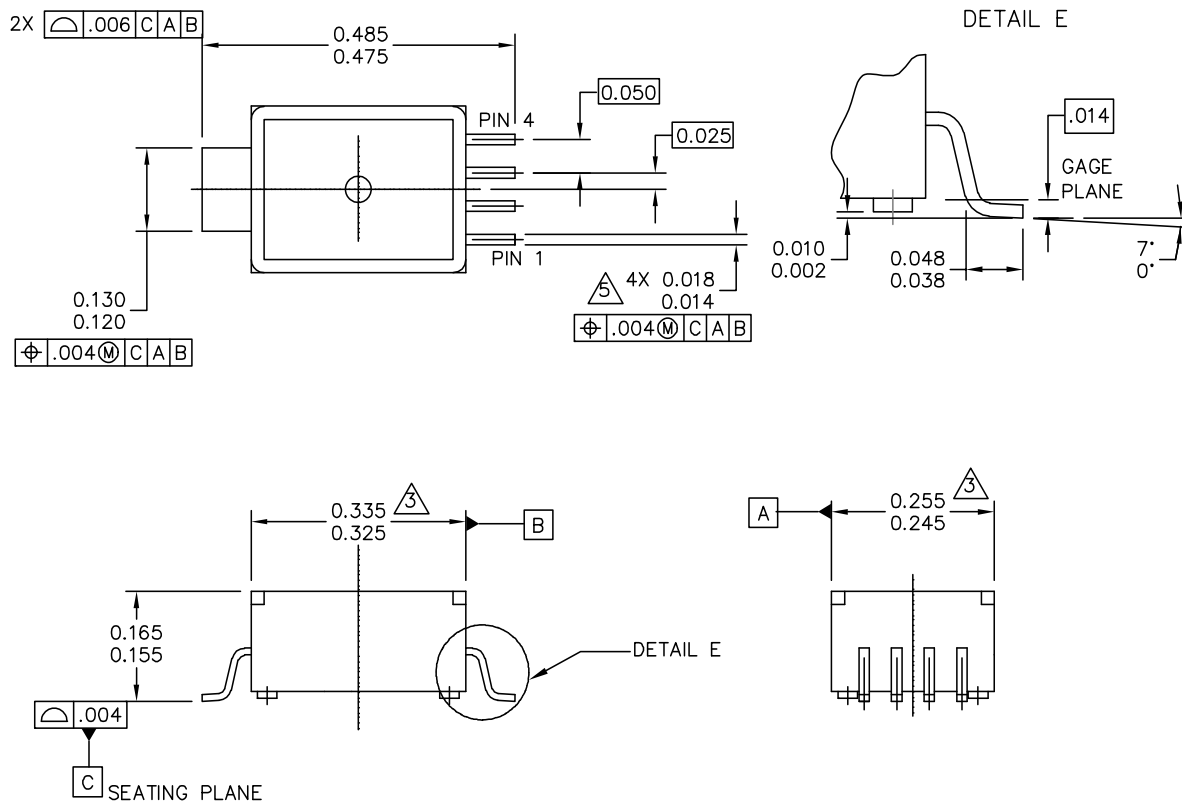 2X ⌓ .006 C A B
0.485
0.475
0.050
PIN 4
0.025
PIN 1
0.130
0.120
⌖ .004 Ⓜ C A B
5 4X 0.018
0.014
⌖ .004 Ⓜ C A B
DETAIL E
.014
GAGE
PLANE
0.010
0.002
0.048
0.038
7°
0°
0.335 3
0.325
B
0.165
0.155
DETAIL E
⌓ .004
C SEATING PLANE
A
0.255 3
0.245